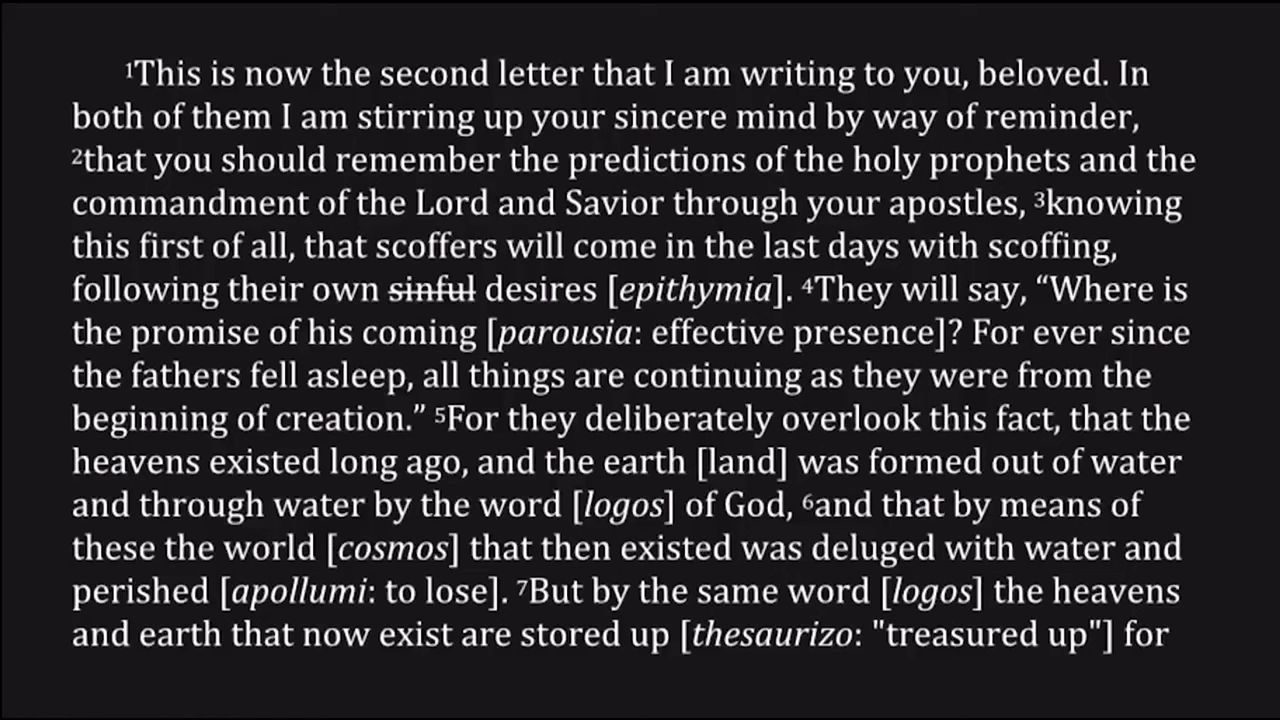 ¹This is now the second letter that I am writing to you, beloved. In
both of them I am stirring up your sincere mind by way of reminder,
²that you should remember the predictions of the holy prophets and the
commandment of the Lord and Savior through your apostles, ³knowing
this first of all, that scoffers will come in the last days with scoffing,
following their own sinful desires [epithymia]. ⁴They will say, “Where is
the promise of his coming [parousia: effective presence]? For ever since
the fathers fell asleep, all things are continuing as they were from the
beginning of creation.” ⁵For they deliberately overlook this fact, that the
heavens existed long ago, and the earth [land] was formed out of water
and through water by the word [logos] of God, ⁶and that by means of
these the world [cosmos] that then existed was deluged with water and
perished [apollumi: to lose]. ⁷But by the same word [logos] the heavens
and earth that now exist are stored up [thesaurizo: "treasured up"] for